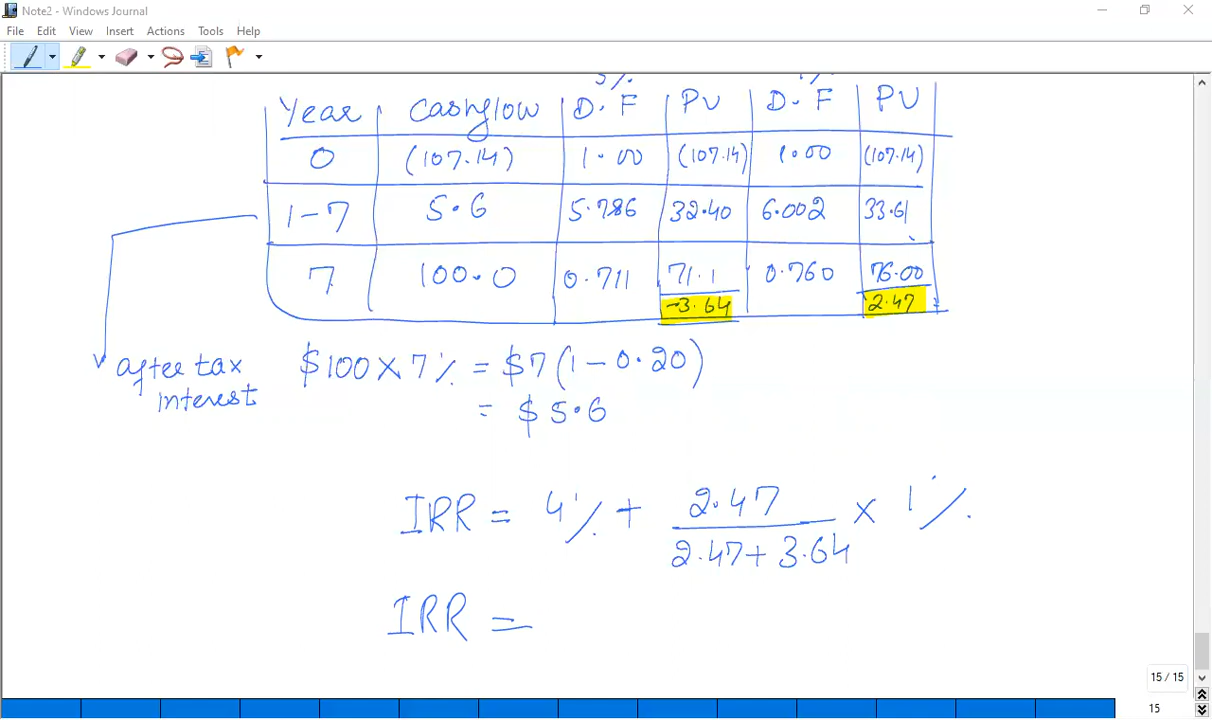 Note2 - Windows Journal
File Edit View Insert Actions Tools Help
5%.
Year Cashflow D.F PV D.F PV
0 (107.14) 1.00 (107.14) 1.00 (107.14)
1-7 5.6 5.786 32.40 6.002 33.61
7 100.0 0.711 71.1 0.760 76.00
-3.64 2.47
after tax $100 × 7% = $7 (1 - 0.20)
interest = $5.6
IRR = 4% + 2.47 × 1%
2.47 + 3.64
IRR =
15 / 15
15